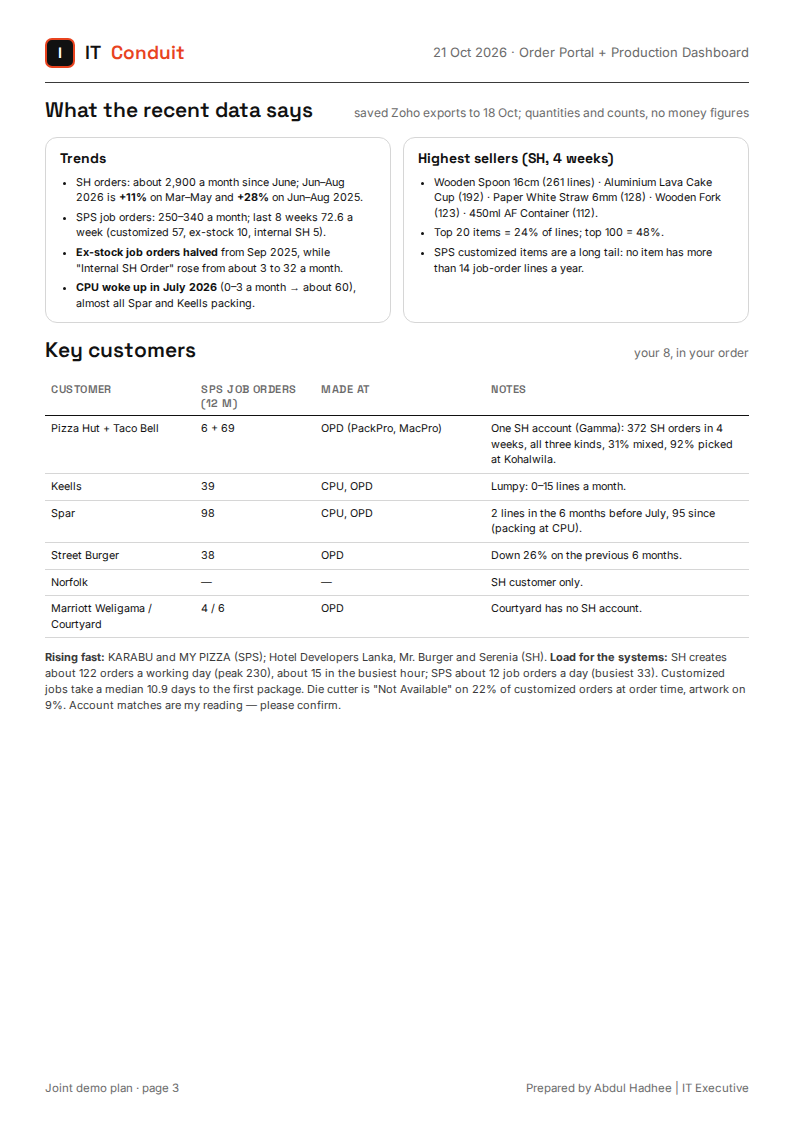 I IT Conduit
21 Oct 2026 · Order Portal + Production Dashboard
What the recent data says
saved Zoho exports to 18 Oct; quantities and counts, no money figures
Trends
• SH orders: about 2,900 a month since June; Jun–Aug
2026 is +11% on Mar–May and +28% on Jun–Aug 2025.
• SPS job orders: 250–340 a month; last 8 weeks 72.6 a
week (customized 57, ex-stock 10, internal SH 5).
• Ex-stock job orders halved from Sep 2025, while
"Internal SH Order" rose from about 3 to 32 a month.
• CPU woke up in July 2026 (0–3 a month → about 60),
almost all Spar and Keells packing.
Highest sellers (SH, 4 weeks)
• Wooden Spoon 16cm (261 lines) · Aluminium Lava Cake
Cup (192) · Paper White Straw 6mm (128) · Wooden Fork
(123) · 450ml AF Container (112).
• Top 20 items = 24% of lines; top 100 = 48%.
• SPS customized items are a long tail: no item has more
than 14 job-order lines a year.
Key customers
your 8, in your order
CUSTOMER
SPS JOB ORDERS
(12 M)
MADE AT
NOTES
Pizza Hut + Taco Bell
6 + 69
OPD (PackPro, MacPro)
One SH account (Gamma): 372 SH orders in 4
weeks, all three kinds, 31% mixed, 92% picked
at Kohalwila.
Keells
39
CPU, OPD
Lumpy: 0–15 lines a month.
Spar
98
CPU, OPD
2 lines in the 6 months before July, 95 since
(packing at CPU).
Street Burger
38
OPD
Down 26% on the previous 6 months.
Norfolk
—
—
SH customer only.
Marriott Weligama /
Courtyard
4 / 6
OPD
Courtyard has no SH account.
Rising fast: KARABU and MY PIZZA (SPS); Hotel Developers Lanka, Mr. Burger and Serenia (SH). Load for the systems: SH creates
about 122 orders a working day (peak 230), about 15 in the busiest hour; SPS about 12 job orders a day (busiest 33). Customized
jobs take a median 10.9 days to the first package. Die cutter is "Not Available" on 22% of customized orders at order time, artwork on
9%. Account matches are my reading — please confirm.
Joint demo plan · page 3
Prepared by Abdul Hadhee | IT Executive